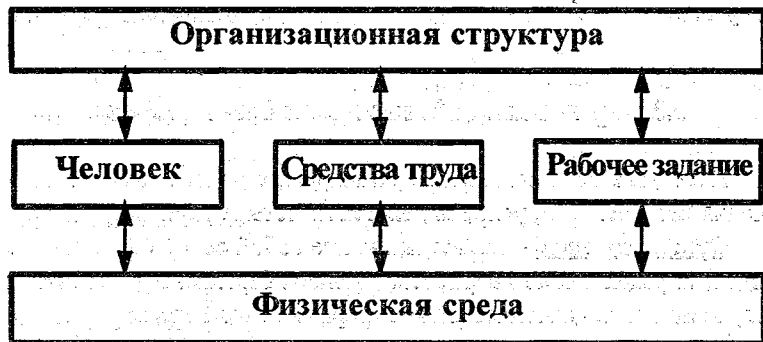 Организационная структура
Человек
Средства труда
Рабочее задание
Физическая среда